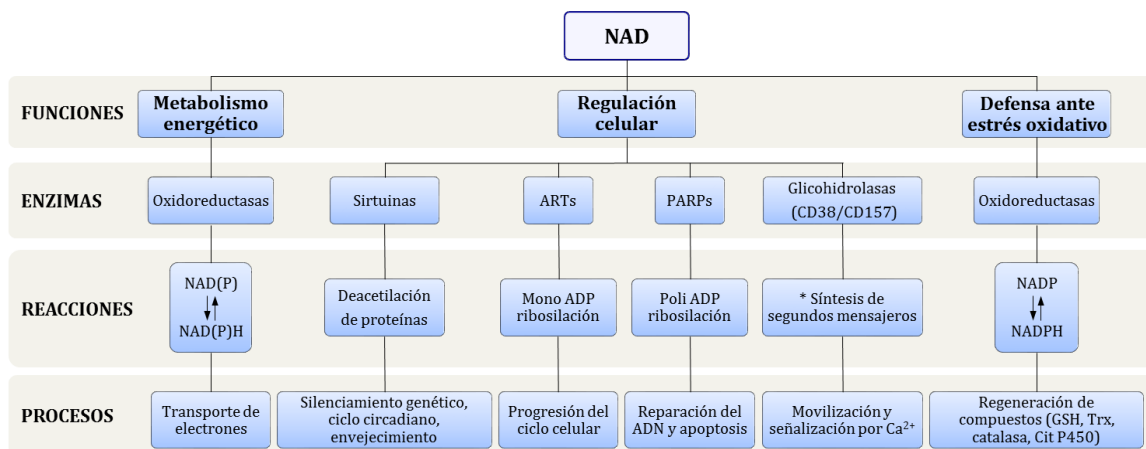 NAD
FUNCIONES
Metabolismo
energético
Regulación
celular
Defensa ante
estrés oxidativo
ENZIMAS
Oxidoreductasas
Sirtuinas
ARTs
PARPs
Glicohidrolasas
(CD38/CD157)
Oxidoreductasas
REACCIONES
NAD(P)
NAD(P)H
Deacetilación
de proteínas
Mono ADP
ribosilación
Poli ADP
ribosilación
* Síntesis de
segundos mensajeros
NADP
NADPH
PROCESOS
Transporte de
electrones
Silenciamiento genético,
ciclo circadiano,
envejecimiento
Progresión del
ciclo celular
Reparación del
ADN y apoptosis
Movilización y
señalización por Ca²⁺
Regeneración de
compuestos (GSH, Trx,
catalasa, Cit P450)